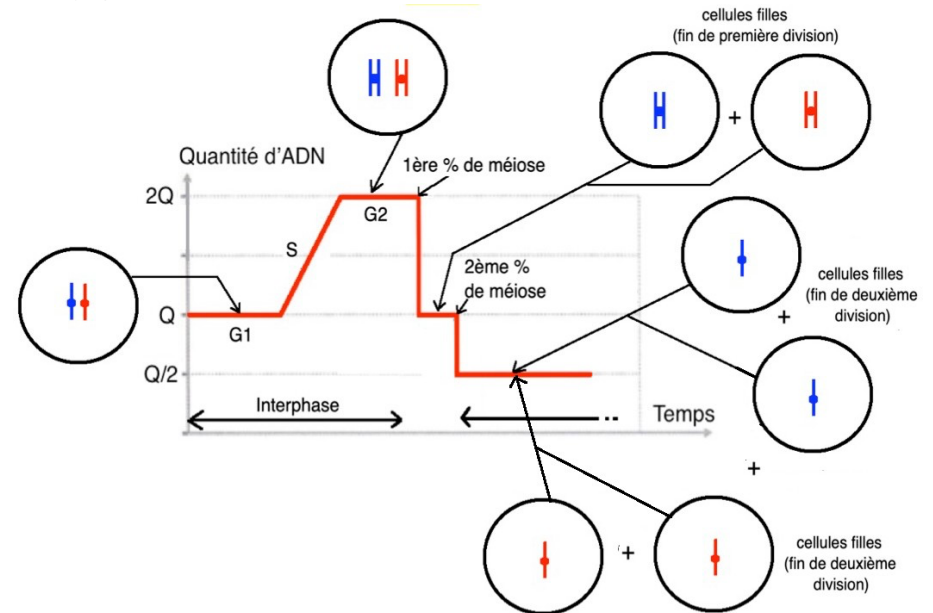 cellules filles
(fin de première division)
Quantité d'ADN
1ère % de méiose
2Q
G2
S
+
2ème %
de méiose
cellules filles
(fin de deuxième
division)
+
Q
G1
Q/2
Interphase
Temps
+
+
cellules filles
(fin de deuxième
division)